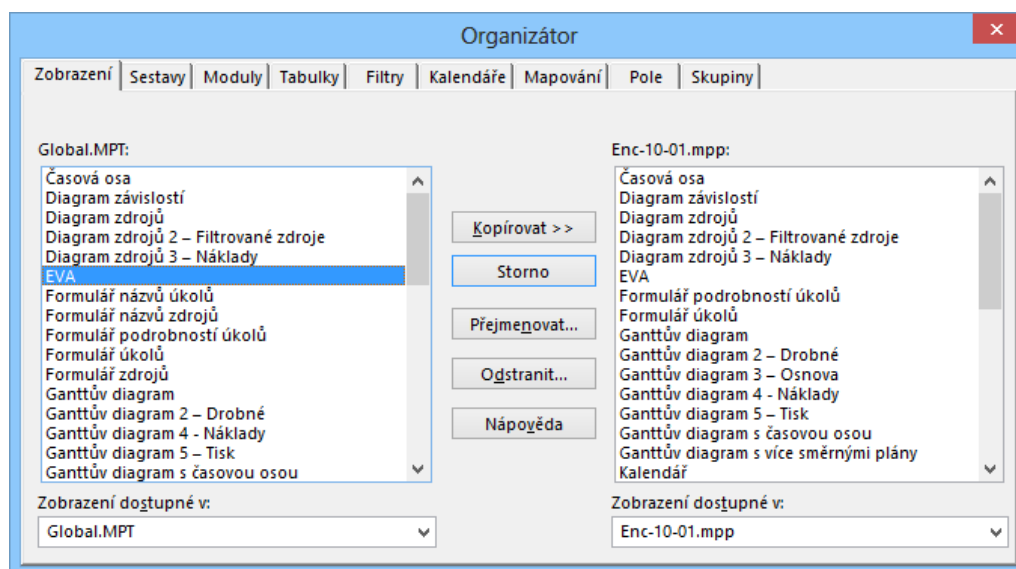 Organizátor
Zobrazení Sestavy Moduly Tabulky Filtry Kalendáře Mapování Pole Skupiny
Global.MPT:
Časová osa
Diagram závislostí
Diagram zdrojů
Diagram zdrojů 2 – Filtrované zdroje
Diagram zdrojů 3 – Náklady
EVA
Formulář názvů úkolů
Formulář názvů zdrojů
Formulář podrobností úkolů
Formulář úkolů
Formulář zdrojů
Ganttův diagram
Ganttův diagram 2 – Drobné
Ganttův diagram 4 - Náklady
Ganttův diagram 5 – Tisk
Ganttův diagram s časovou osou
Zobrazení dostupné v:
Global.MPT
Kopírovat >>
Storno
Přejmenovat...
Odstranit...
Nápověda
Enc-10-01.mpp:
Časová osa
Diagram závislostí
Diagram zdrojů
Diagram zdrojů 2 – Filtrované zdroje
Diagram zdrojů 3 – Náklady
EVA
Formulář podrobností úkolů
Formulář úkolů
Ganttův diagram
Ganttův diagram 2 – Drobné
Ganttův diagram 3 – Osnova
Ganttův diagram 4 - Náklady
Ganttův diagram 5 – Tisk
Ganttův diagram s časovou osou
Ganttův diagram s více směrnými plány
Kalendář
Zobrazení dostupné v:
Enc-10-01.mpp